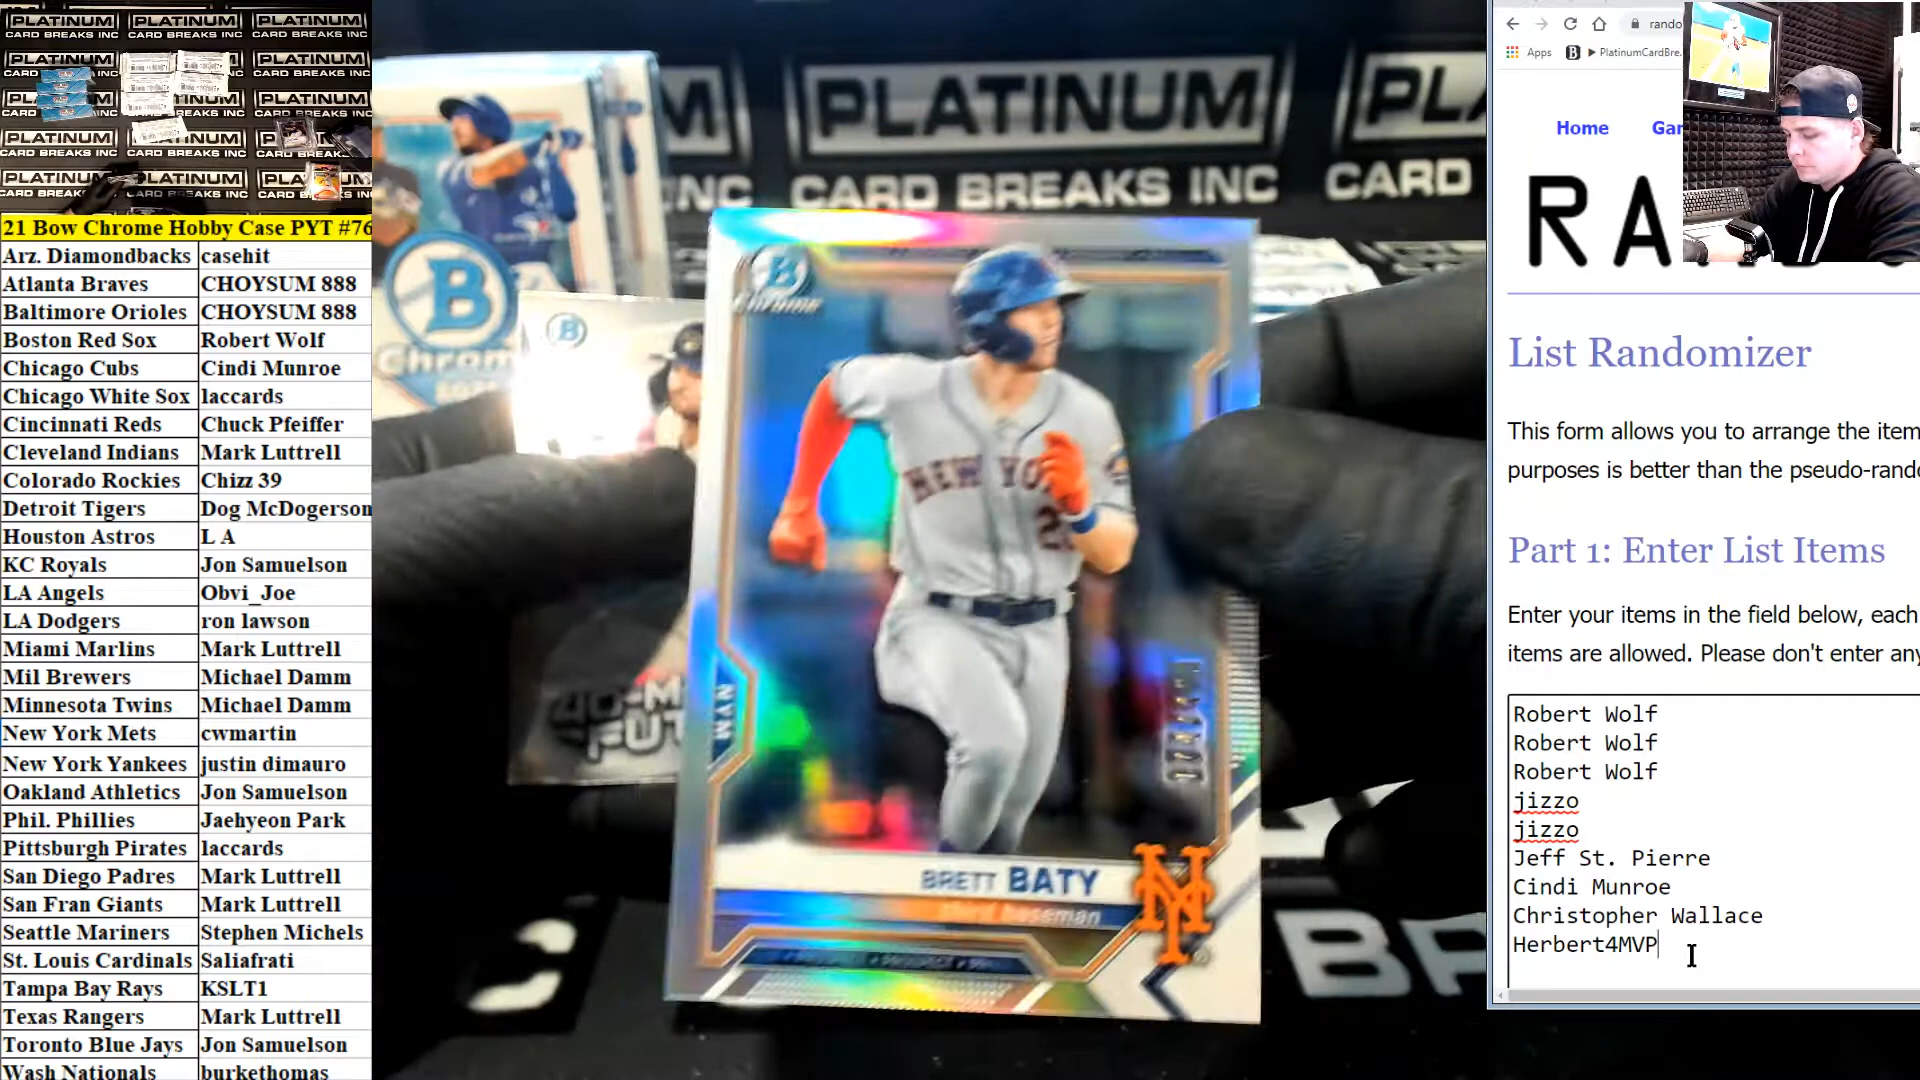 PLATINUM PLATINUM PLATINUM
CARD BREAKS INC CARD BREAKS INC CARD BREAKS INC
21 Bow Chrome Hobby Case PYT #76
Arz. Diamondbacks casehit
Atlanta Braves CHOYSUM 888
Baltimore Orioles CHOYSUM 888
Boston Red Sox Robert Wolf
Chicago Cubs Cindi Munroe
Chicago White Sox laccards
Cincinnati Reds Chuck Pfeiffer
Cleveland Indians Mark Luttrell
Colorado Rockies Chizz 39
Detroit Tigers Dog McDogerson
Houston Astros L A
KC Royals Jon Samuelson
LA Angels Obvi_Joe
LA Dodgers ron lawson
Miami Marlins Mark Luttrell
Mil Brewers Michael Damm
Minnesota Twins Michael Damm
New York Mets cwmartin
New York Yankees justin dimauro
Oakland Athletics Jon Samuelson
Phil. Phillies Jaehyeon Park
Pittsburgh Pirates laccards
San Diego Padres Mark Luttrell
San Fran Giants Mark Luttrell
Seattle Mariners Stephen Michels
St. Louis Cardinals Saliafrati
Tampa Bay Rays KSLT1
Texas Rangers Mark Luttrell
Toronto Blue Jays Jon Samuelson
Wash Nationals burkethomas
PLATINUM
CARD BREAKS INC
CARD
B
Chrome
NEW YO
NYM
BRETT BATY
third baseman
Apps PlatinumCardBre
Home
List Randomizer
This form allows you to arrange the item
purposes is better than the pseudo-rando
Part 1: Enter List Items
Enter your items in the field below, each
items are allowed. Please don't enter any
Robert Wolf
Robert Wolf
Robert Wolf
jizzo
jizzo
Jeff St. Pierre
Cindi Munroe
Christopher Wallace
Herbert4MVP